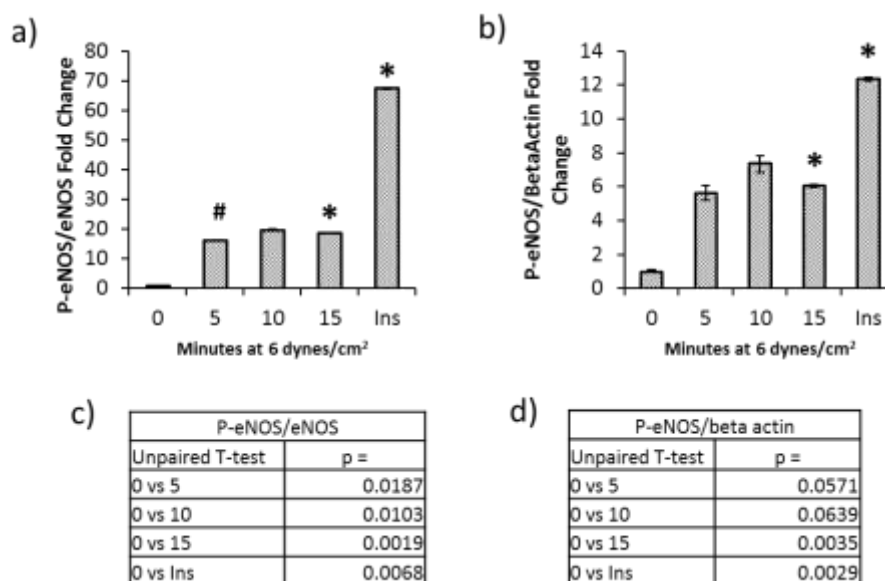 a)
P-eNOS/eNOS Fold Change
80
70
60
50
40
30
20
10
0
#
*
*
0 5 10 15 Ins
Minutes at 6 dynes/cm²
b)
P-eNOS/BetaActin Fold
Change
14
12
10
8
6
4
2
0
*
*
0 5 10 15 Ins
Minutes at 6 dynes/cm²
c)
P-eNOS/eNOS
Unpaired T-test p =
0 vs 5 0.0187
0 vs 10 0.0103
0 vs 15 0.0019
0 vs Ins 0.0068
d)
P-eNOS/beta actin
Unpaired T-test p =
0 vs 5 0.0571
0 vs 10 0.0639
0 vs 15 0.0035
0 vs Ins 0.0029